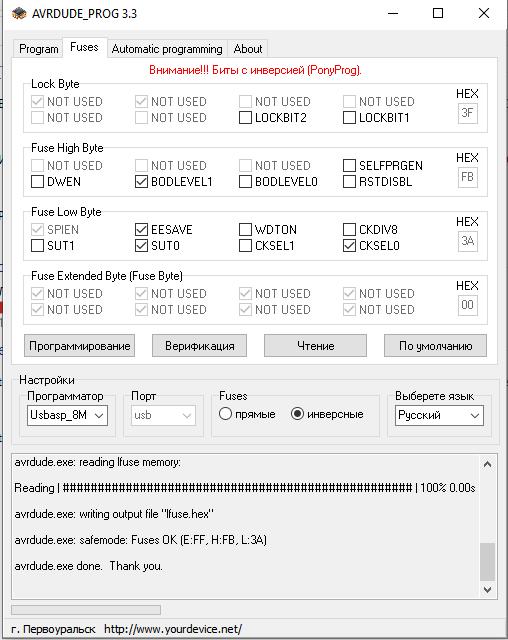 AVRDUDE_PROG 3.3
Program Fuses Automatic programming About
Внимание!!! Биты с инверсией (PonyProg).
Lock Byte
NOT USED NOT USED NOT USED NOT USED HEX
NOT USED NOT USED LOCKBIT2 LOCKBIT1 3F
Fuse High Byte
NOT USED NOT USED NOT USED SELFPRGEN HEX
DWEN BODLEVEL1 BODLEVEL0 RSTDISBL FB
Fuse Low Byte
SPIEN EESAVE WDTON CKDIV8 HEX
SUT1 SUT0 CKSEL1 CKSEL0 3A
Fuse Extended Byte (Fuse Byte)
NOT USED NOT USED NOT USED NOT USED HEX
NOT USED NOT USED NOT USED NOT USED 00
Программирование Верификация Чтение По умолчанию
Настройки
Программатор Порт Fuses Выберете язык
Usbasp_8M usb прямые инверсные Русский
avrdude.exe: reading lfuse memory:
Reading | ################################################## | 100% 0.00s
avrdude.exe: writing output file "lfuse.hex"
avrdude.exe: safemode: Fuses OK (E:FF, H:FB, L:3A)
avrdude.exe done. Thank you.
г. Первоуральск http://www.yourdevice.net/